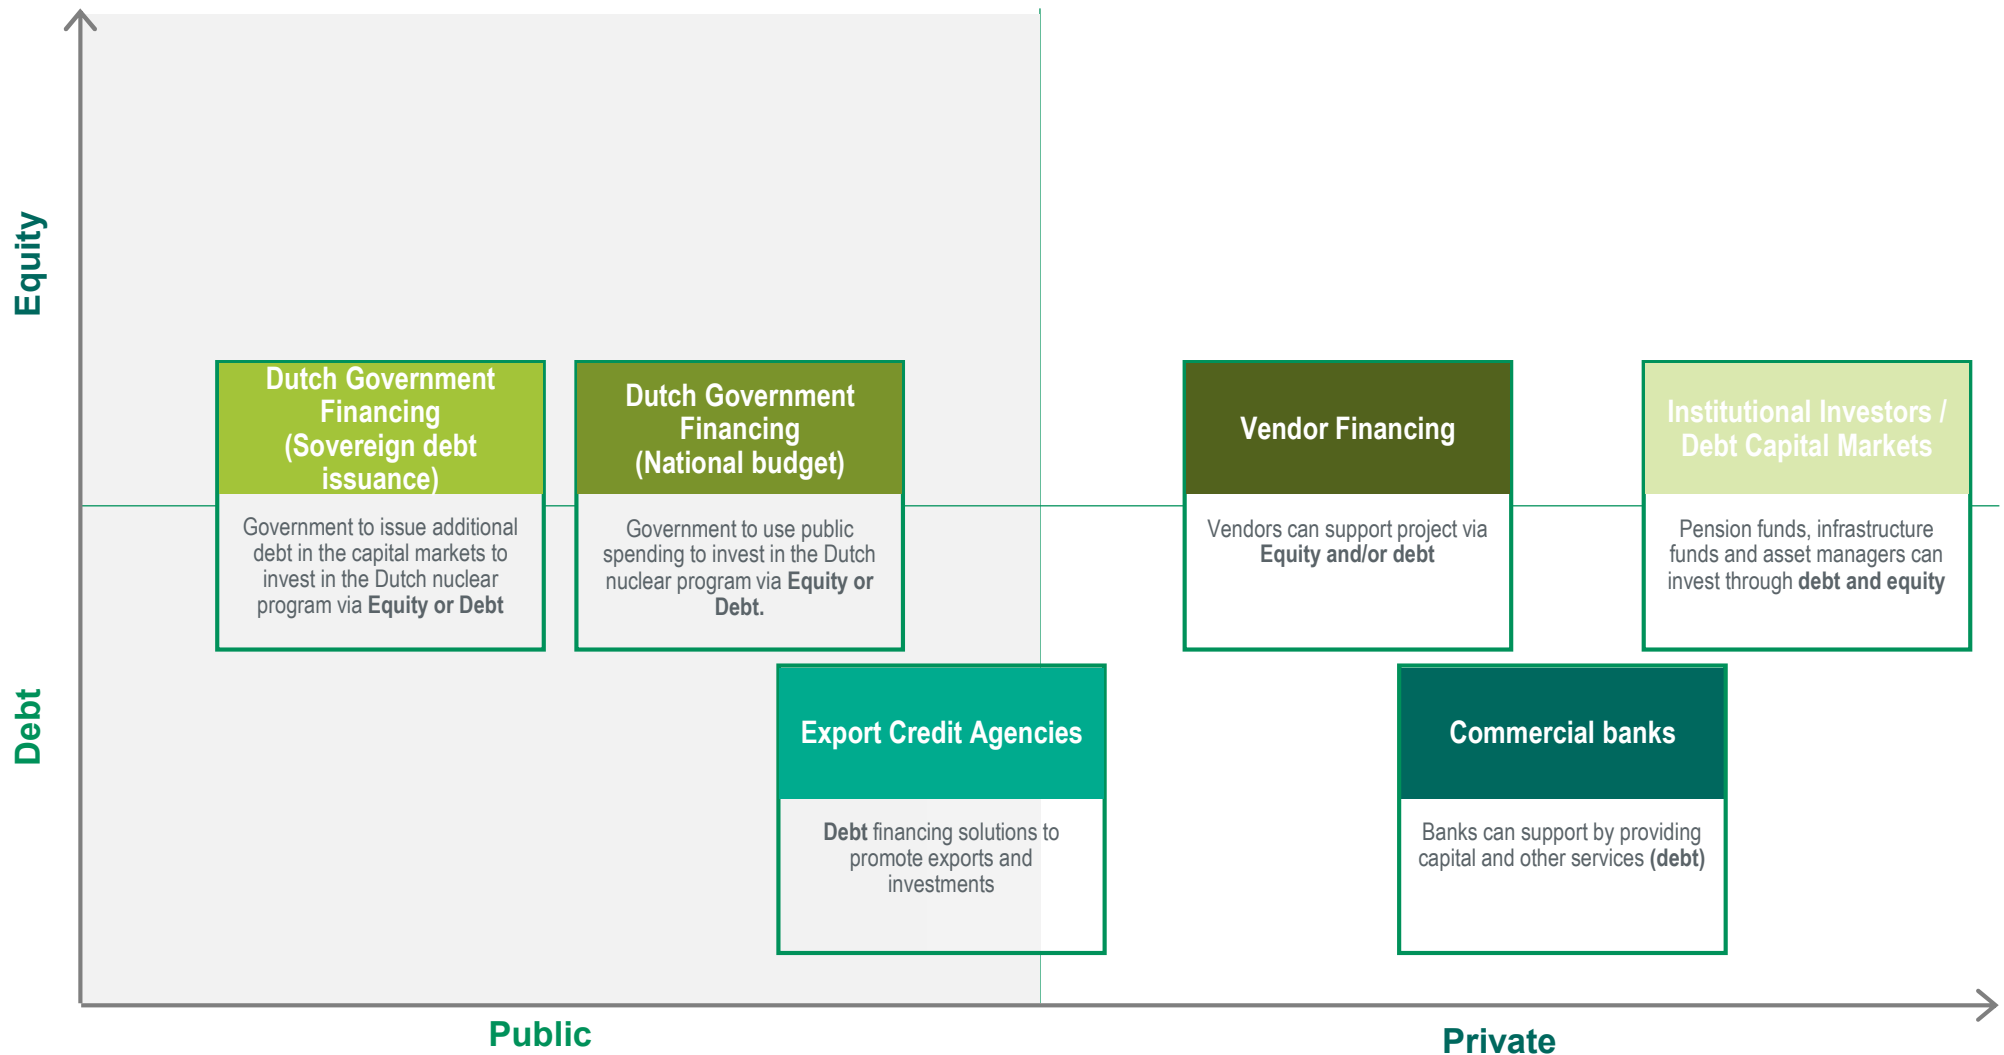 Equity
Debt
Dutch Government
Financing
(Sovereign debt
issuance)
Government to issue additional
debt in the capital markets to
invest in the Dutch nuclear
program via Equity or Debt
Dutch Government
Financing
(National budget)
Government to use public
spending to invest in the Dutch
nuclear program via Equity or
Debt.
Vendor Financing
Vendors can support project via
Equity and/or debt
Institutional Investors /
Debt Capital Markets
Pension funds, infrastructure
funds and asset managers can
invest through debt and equity
Export Credit Agencies
Debt financing solutions to
promote exports and
investments
Commercial banks
Banks can support by providing
capital and other services (debt)
Public
Private